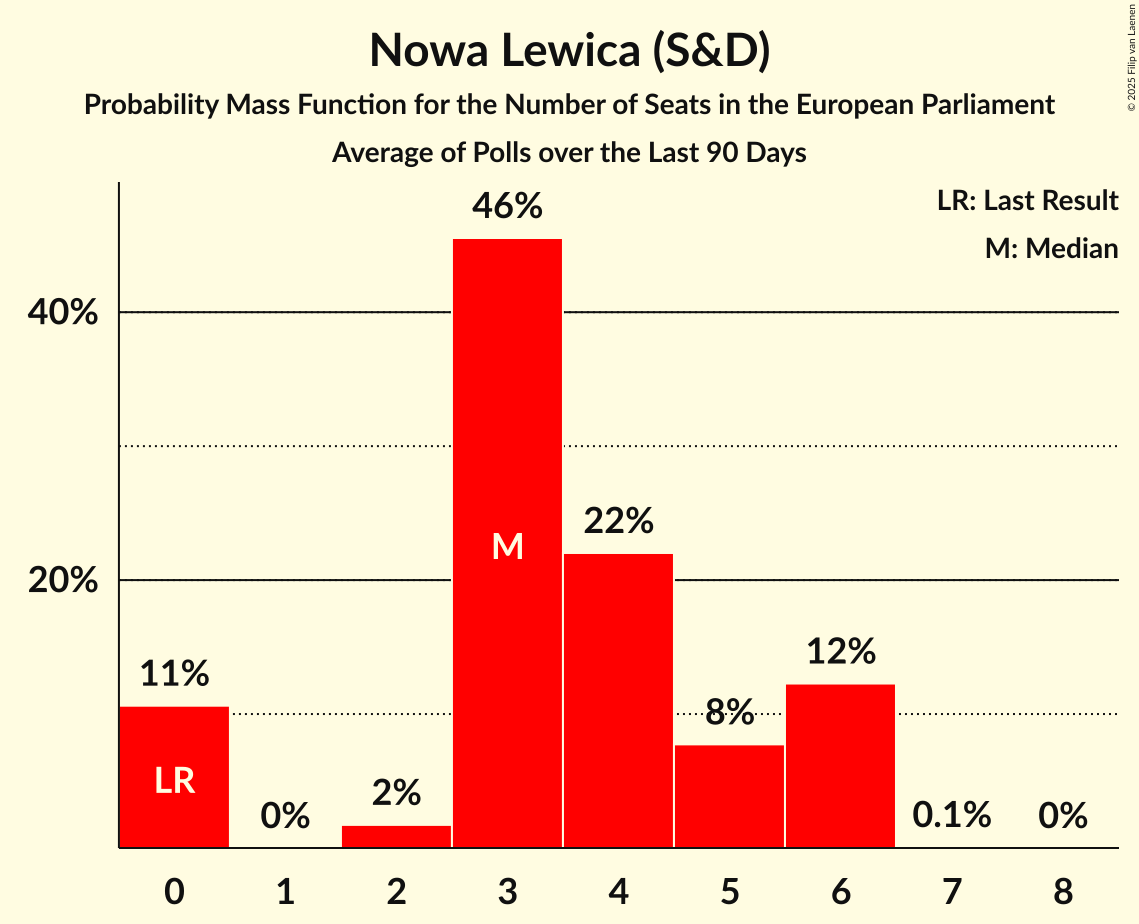 Nowa Lewica (S&D)
Probability Mass Function for the Number of Seats in the European Parliament
Average of Polls over the Last 90 Days
© 2025 Filip van Laenen
LR: Last Result
M: Median
46%
40%
22%
M
20%
12%
11%
8%
LR
2%
0%
0.1%
0%
0 1 2 3 4 5 6 7 8